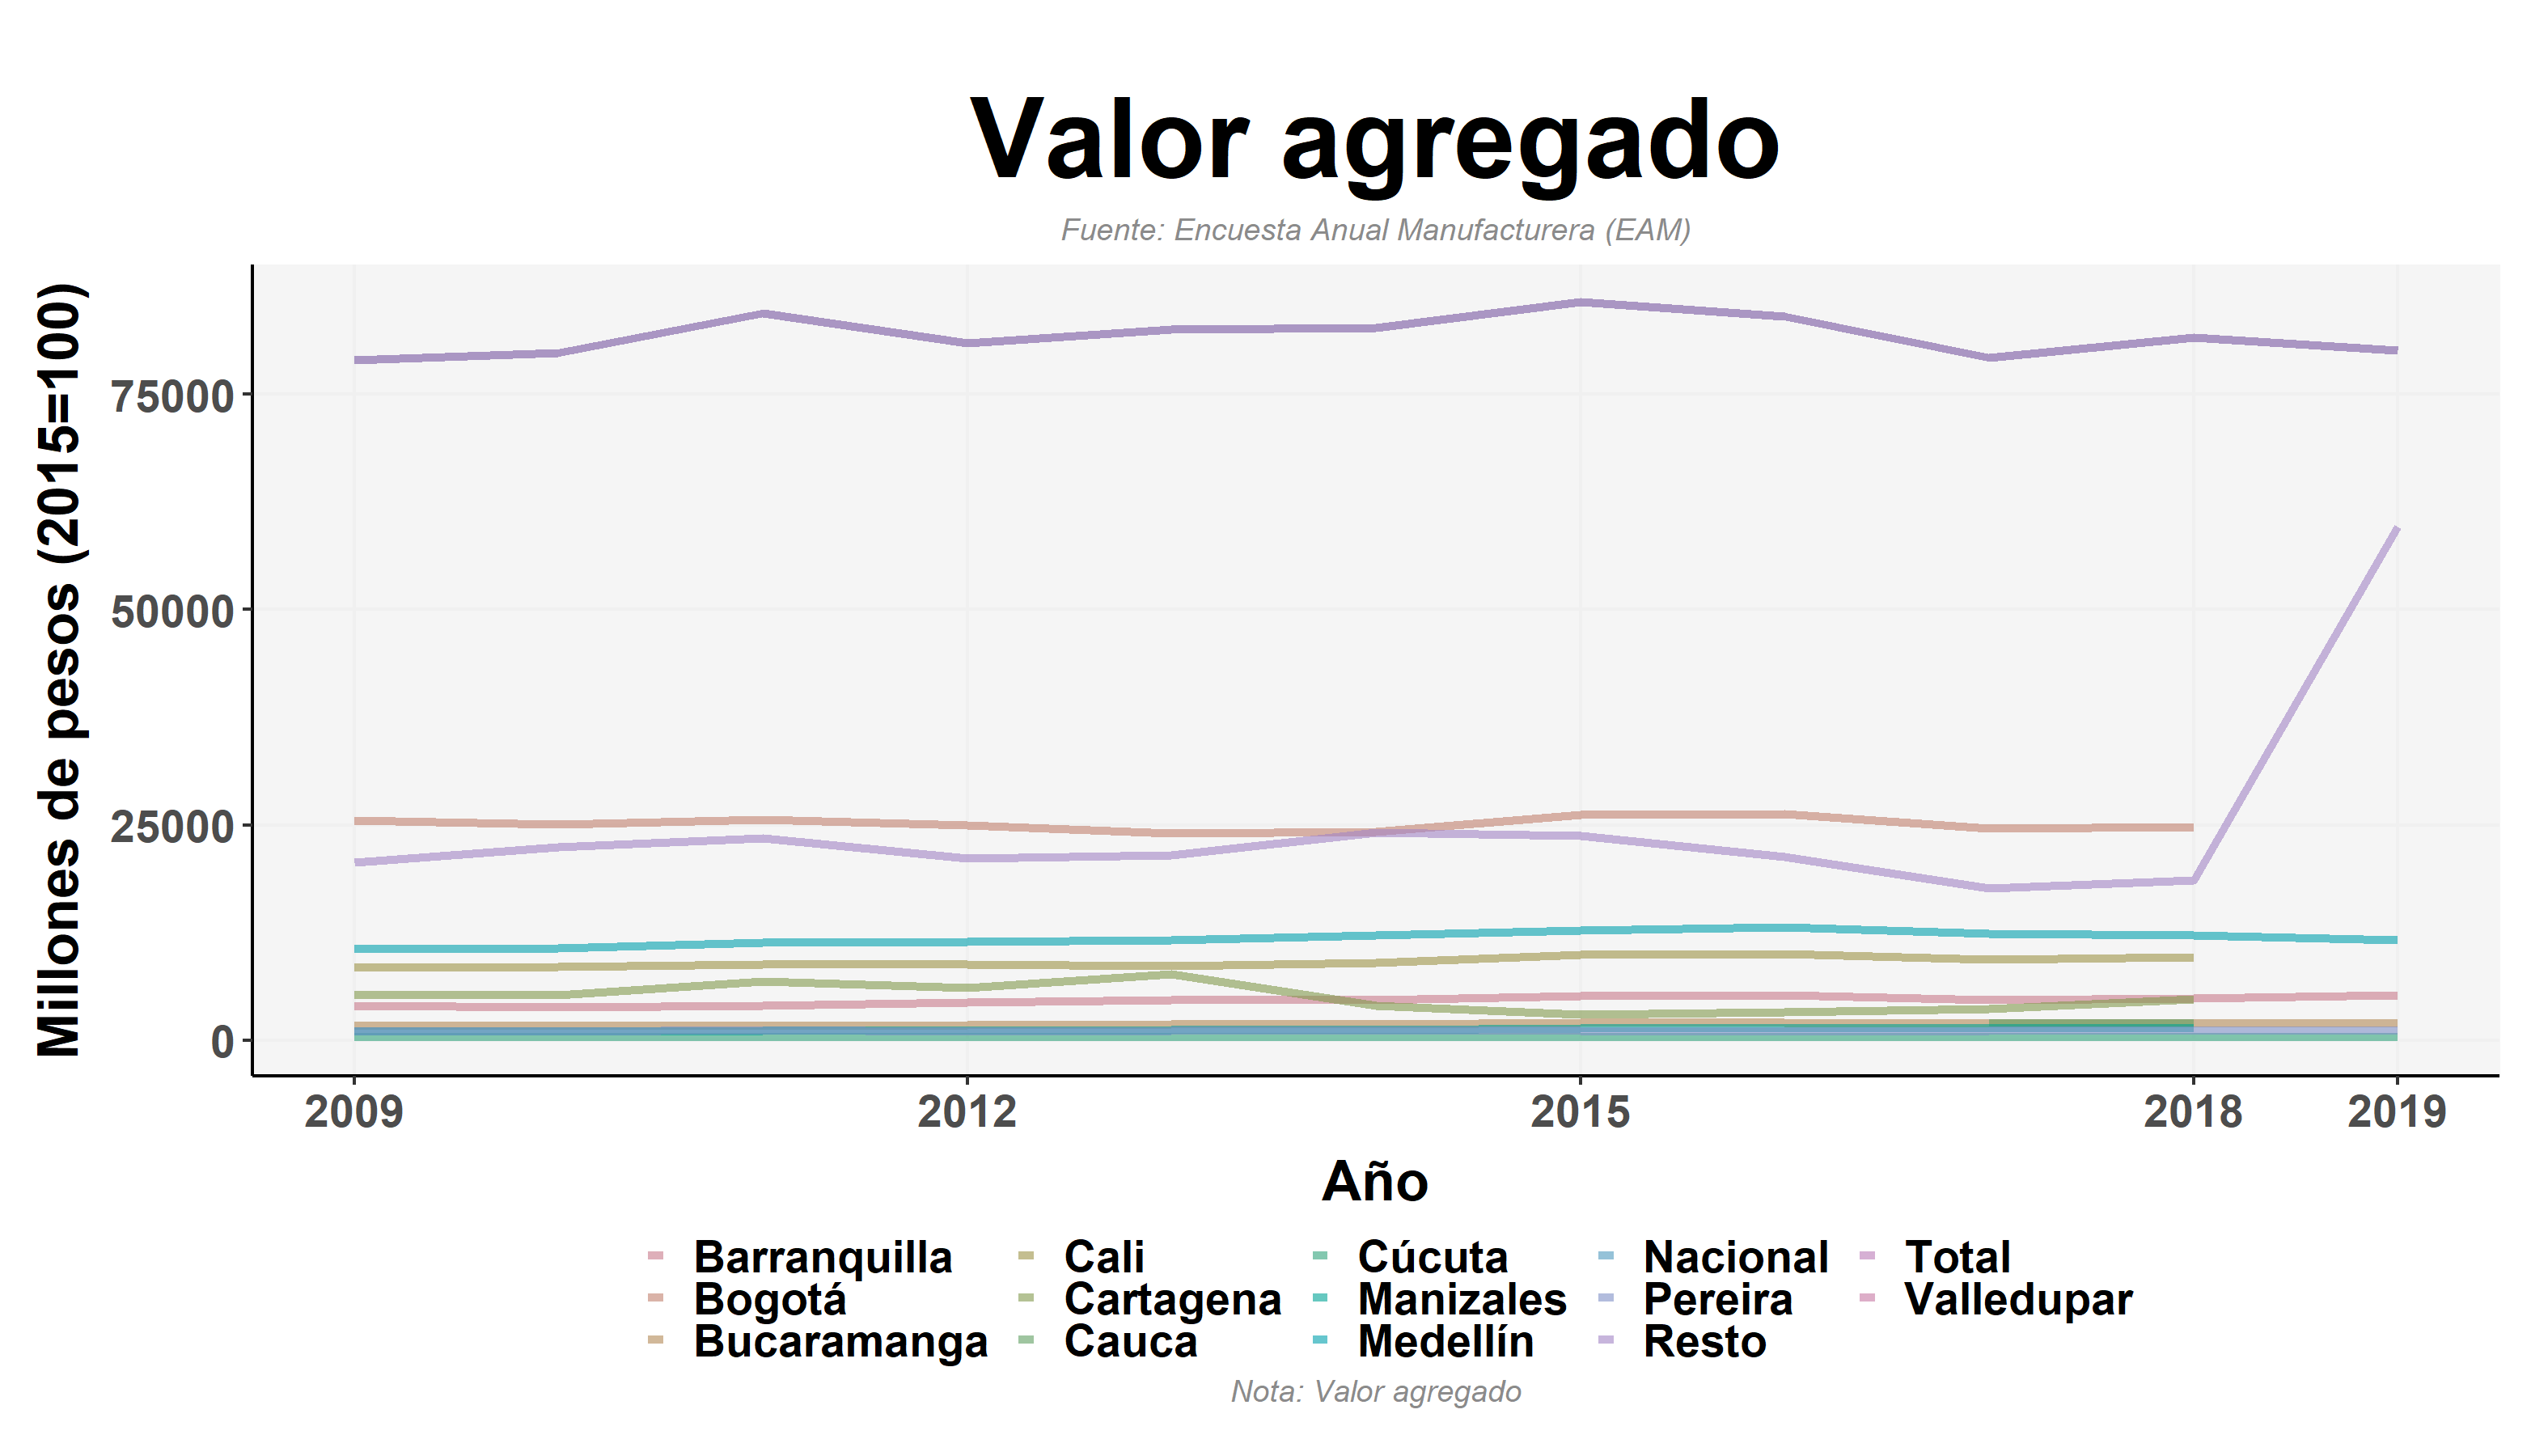 Valor agregado
Fuente: Encuesta Anual Manufacturera (EAM)
Millones de pesos (2015=100)
75000
50000
25000
0
2009 2012 2015 2018 2019
Año
Barranquilla Cali Cúcuta Nacional Total
Bogotá Cartagena Manizales Pereira Valledupar
Bucaramanga Cauca Medellín Resto
Nota: Valor agregado